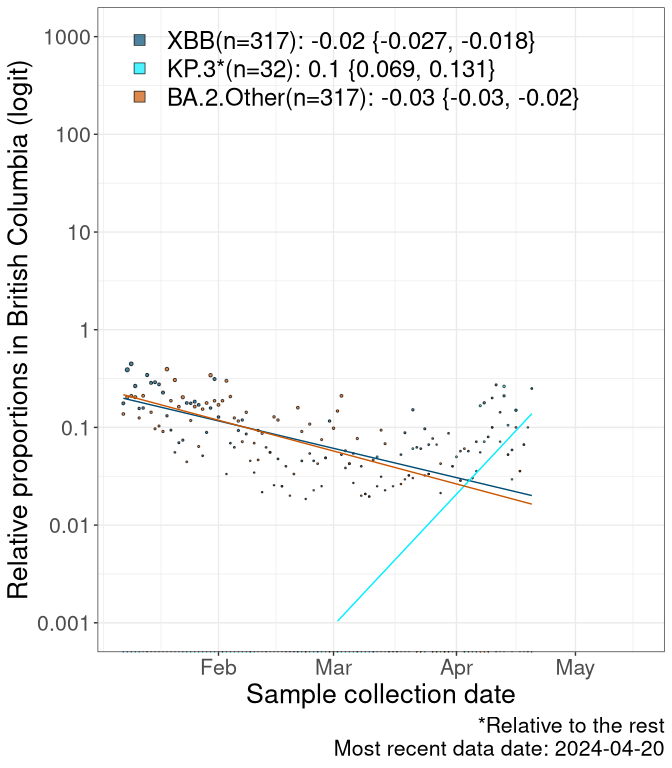 XBB(n=317): -0.02 {-0.027, -0.018}
KP.3*(n=32): 0.1 {0.069, 0.131}
BA.2.Other(n=317): -0.03 {-0.03, -0.02}
Relative proportions in British Columbia (logit)
1000
100
10
1
0.1
0.01
0.001
Feb Mar Apr May
Sample collection date
*Relative to the rest
Most recent data date: 2024-04-20